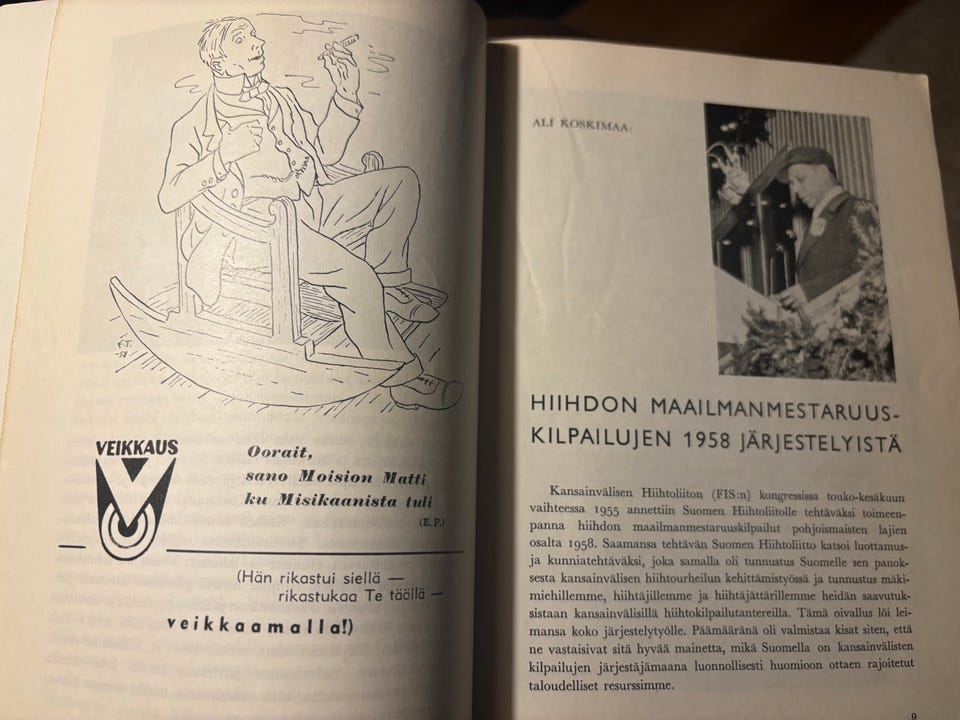 E.T.
-58
VEIKKAUS
Oorait,
sano Moision Matti
ku Misikaanista tuli
(E. P.)
(Hän rikastui siellä —
rikastukaa Te täällä —
veikkaamalla!)
ALI KOSKIMAA:
HIIHDON MAAILMANMESTARUUS-
KILPAILUJEN 1958 JÄRJESTELYISTÄ
Kansainvälisen Hiihtoliiton (FIS:n) kongressissa touko-kesäkuun
vaihteessa 1955 annettiin Suomen Hiihtoliitolle tehtäväksi toimeen-
panna hiihdon maailmanmestaruuskilpailut pohjoismaisten lajien
osalta 1958. Saamansa tehtävän Suomen Hiihtoliitto katsoi luottamus-
ja kunniatehtäväksi, joka samalla oli tunnustus Suomelle sen panok-
sesta kansainvälisen hiihtourheilun kehittämistyössä ja tunnustus mäki-
miehillemme, hiihtäjillemme ja hiihtäjättärillemme heidän saavutuk-
sistaan kansainvälisillä hiihtokilpailutantereilla. Tämä oivallus löi lei-
mansa koko järjestelytyölle. Päämääränä oli valmistaa kisat siten, että
ne vastaisivat sitä hyvää mainetta, mikä Suomella on kansainvälisten
kilpailujen järjestäjämaana luonnollisesti huomioon ottaen rajoitetut
taloudelliset resurssimme.
9